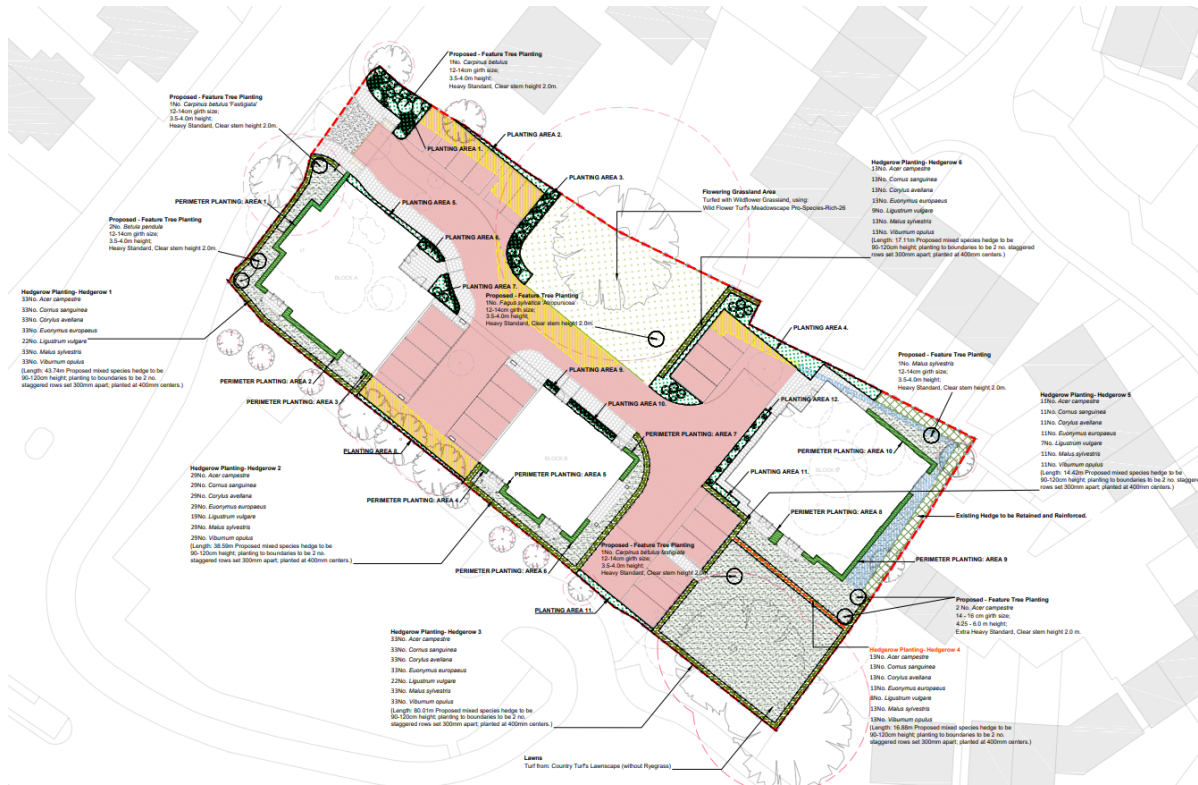 Proposed - Feature Tree Planting
1No. Carpinus betulus
12-14cm girth size;
3.5-4.0m height;
Heavy Standard, Clear stem height 2.0m.
Proposed - Feature Tree Planting
1No. Carpinus betulus 'Fastigiata'
12-14cm girth size;
3.5-4.0m height;
Heavy Standard, Clear stem height 2.0m.
PLANTING AREA 1.
PLANTING AREA 2.
PLANTING AREA 3.
Flowering Grassland Area
Turfed with Wildflower Grassland, using:
Wild Flower Turf's Meadowscape Pro-Species-Rich-26
Hedgerow Planting- Hedgerow 6
13No. Acer campestre
13No. Cornus sanguinea
13No. Corylus avellana
13No. Euonymus europaeus
9No. Ligustrum vulgare
13No. Malus sylvestris
13No. Viburnum opulus
(Length: 17.11m Proposed mixed species hedge to be
90-120cm height; planting to boundaries to be 2 no. staggered
rows set 300mm apart; planted at 400mm centers.)
PERIMETER PLANTING: AREA 1
PLANTING AREA 5.
Proposed - Feature Tree Planting
2No. Betula pendula
12-14cm girth size;
3.5-4.0m height;
Heavy Standard, Clear stem height 2.0m.
PLANTING AREA 6.
BLOCK A
PLANTING AREA 7.
Proposed - Feature Tree Planting
1No. Fagus sylvatica 'Atropunicea'
12-14cm girth size;
3.5-4.0m height;
Heavy Standard, Clear stem height 2.0m.
Hedgerow Planting- Hedgerow 1
33No. Acer campestre
33No. Cornus sanguinea
33No. Corylus avellana
33No. Euonymus europaeus
22No. Ligustrum vulgare
33No. Malus sylvestris
33No. Viburnum opulus
(Length: 43.74m Proposed mixed species hedge to be
90-120cm height; planting to boundaries to be 2 no.
staggered rows set 300mm apart; planted at 400mm centers.)
PLANTING AREA 4.
Proposed - Feature Tree Planting
1No. Malus sylvestris
12-14cm girth size;
3.5-4.0m height;
Heavy Standard, Clear stem height 2.0m.
PERIMETER PLANTING: AREA 2
PERIMETER PLANTING: AREA 3
PLANTING AREA 9.
PLANTING AREA 10.
PLANTING AREA 12.
Hedgerow Planting- Hedgerow 5
11No. Acer campestre
11No. Cornus sanguinea
11No. Corylus avellana
11No. Euonymus europaeus
7No. Ligustrum vulgare
11No. Malus sylvestris
11No. Viburnum opulus
(Length: 14.42m Proposed mixed species hedge to be
90-120cm height; planting to boundaries to be 2 no. staggered
rows set 300mm apart; planted at 400mm centers.)
PERIMETER PLANTING: AREA 7
PERIMETER PLANTING: AREA 10
PLANTING AREA 8.
BLOCK B
PLANTING AREA 11.
Hedgerow Planting- Hedgerow 2
29No. Acer campestre
29No. Cornus sanguinea
29No. Corylus avellana
29No. Euonymus europaeus
19No. Ligustrum vulgare
29No. Malus sylvestris
29No. Viburnum opulus
(Length: 38.59m Proposed mixed species hedge to be
90-120cm height; planting to boundaries to be 2 no.
staggered rows set 300mm apart; planted at 400mm centers.)
PERIMETER PLANTING: AREA 5
PERIMETER PLANTING: AREA 4
PERIMETER PLANTING: AREA 8
Existing Hedge to be Retained and Reinforced.
Proposed - Feature Tree Planting
1No. Carpinus betulus fastigiata
12-14cm girth size;
3.5-4.0m height;
Heavy Standard, Clear stem height 2.0m.
PERIMETER PLANTING: AREA 6
PERIMETER PLANTING: AREA 9
PLANTING AREA 11.
Proposed - Feature Tree Planting
2 No. Acer campestre
14 - 16 cm girth size;
4.25 - 6.0 m height;
Extra Heavy Standard, Clear stem height 2.0 m.
Hedgerow Planting- Hedgerow 3
33No. Acer campestre
33No. Cornus sanguinea
33No. Corylus avellana
33No. Euonymus europaeus
22No. Ligustrum vulgare
33No. Malus sylvestris
33No. Viburnum opulus
(Length: 80.01m Proposed mixed species hedge to be
90-120cm height; planting to boundaries to be 2 no.
staggered rows set 300mm apart; planted at 400mm centers.)
Hedgerow Planting- Hedgerow 4
13No. Acer campestre
13No. Cornus sanguinea
13No. Corylus avellana
13No. Euonymus europaeus
8No. Ligustrum vulgare
13No. Malus sylvestris
13No. Viburnum opulus
(Length: 16.88m Proposed mixed species hedge to be
90-120cm height; planting to boundaries to be 2 no.
staggered rows set 300mm apart; planted at 400mm centers.)
Lawns
Turf from: Country Turf's Lawnscape (without Ryegrass)